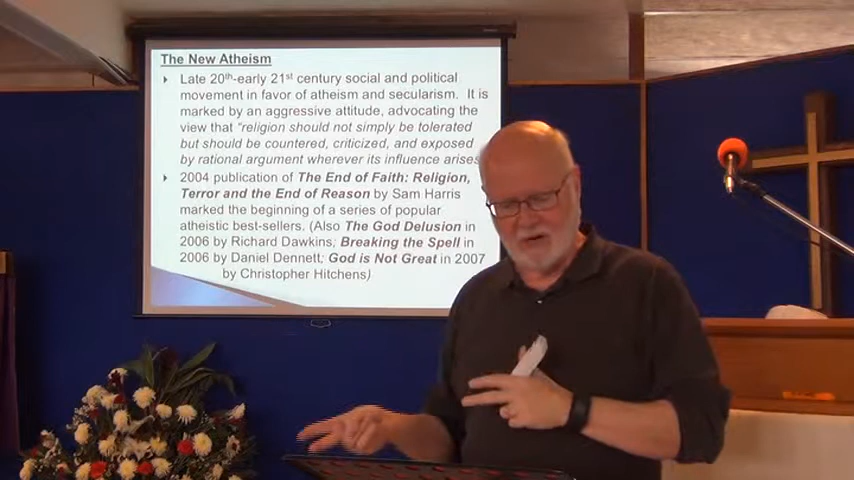 The New Atheism
Late 20th-early 21st century social and political
movement in favor of atheism and secularism. It is
marked by an aggressive attitude, advocating the
view that "religion should not simply be tolerated
but should be countered, criticized, and exposed
by rational argument wherever its influence arises
2004 publication of The End of Faith: Religion,
Terror and the End of Reason by Sam Harris
marked the beginning of a series of popular
atheistic best-sellers. (Also The God Delusion in
2006 by Richard Dawkins; Breaking the Spell in
2006 by Daniel Dennett; God is Not Great in 2007
by Christopher Hitchens)